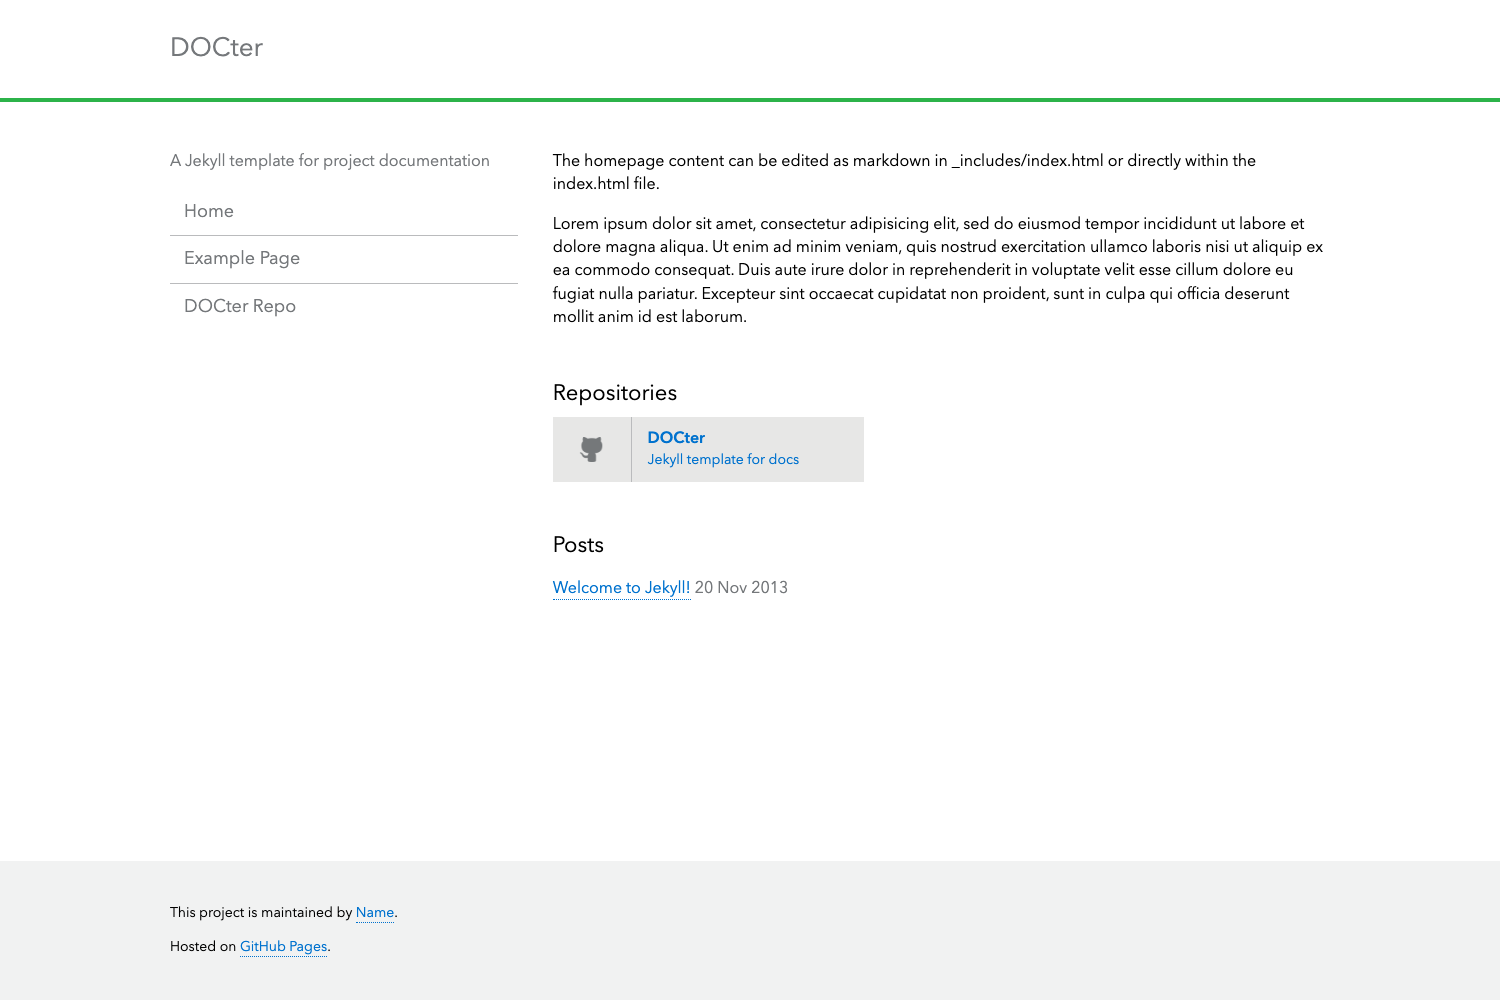 DOCter
A Jekyll template for project documentation
Home
Example Page
DOCter Repo
The homepage content can be edited as markdown in _includes/index.html or directly within the
index.html file.
Lorem ipsum dolor sit amet, consectetur adipisicing elit, sed do eiusmod tempor incididunt ut labore et
dolore magna aliqua. Ut enim ad minim veniam, quis nostrud exercitation ullamco laboris nisi ut aliquip ex
ea commodo consequat. Duis aute irure dolor in reprehenderit in voluptate velit esse cillum dolore eu
fugiat nulla pariatur. Excepteur sint occaecat cupidatat non proident, sunt in culpa qui officia deserunt
mollit anim id est laborum.
Repositories
DOCter
Jekyll template for docs
Posts
Welcome to Jekyll! 20 Nov 2013
This project is maintained by Name.
Hosted on GitHub Pages.